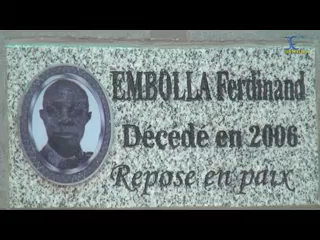 EMBOLLA Ferdinand
Décédé en 2006
Repose en paix